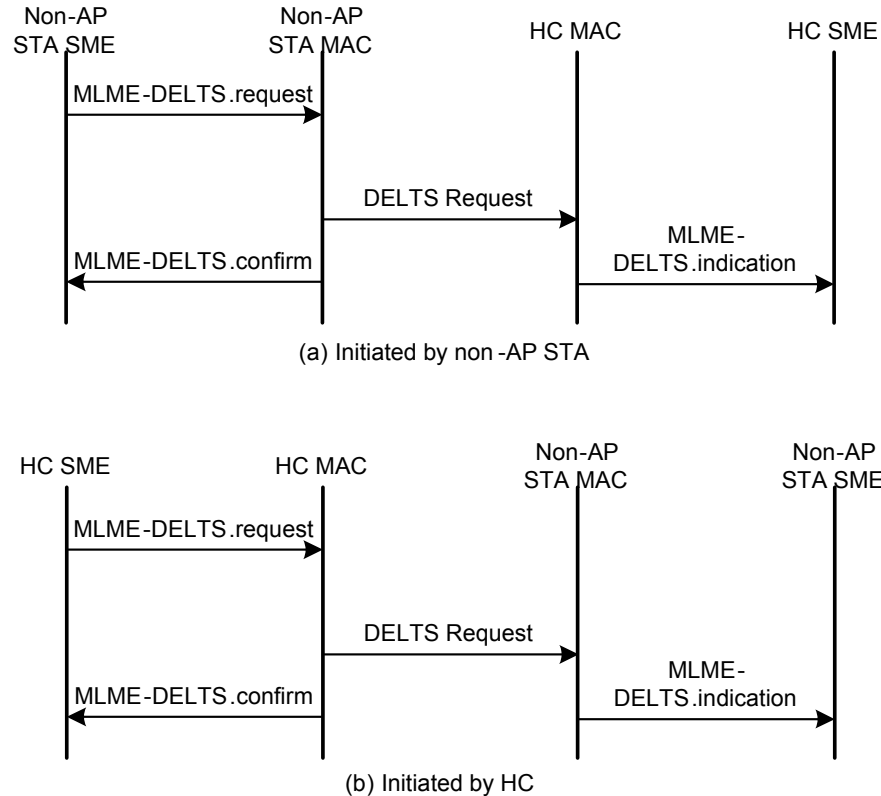 Non-AP
STA SME
Non-AP
STA MAC
HC MAC
HC SME
MLME-DELTS.request
DELTS Request
MLME-DELTS.confirm
MLME-
DELTS.indication
(a) Initiated by non -AP STA
HC SME
HC MAC
Non-AP
STA MAC
Non-AP
STA SME
MLME-DELTS.request
DELTS Request
MLME-DELTS.confirm
MLME-
DELTS.indication
(b) Initiated by HC